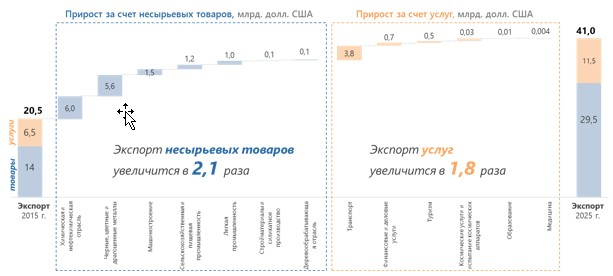 Прирост за счет несырьевых товаров, млрд. долл. США
Прирост за счет услуг, млрд. долл. США
20,5
6,5
14
услуги
товары
Экспорт
2015 г.
6,0
5,6
1,5
1,2
1,0
0,1
0,1
Экспорт несырьевых товаров
увеличится в 2,1 раза
Химическая и
нефтехимическая
отрасль
Черные, цветные и
драгоценные металлы
Машиностроение
Сельскохозяйственная и
пищевая
промышленность
Легкая
промышленность
Стройматериалы и
силикатное
производство
Деревообрабатывающа
я отрасль
3,8
0,7
0,5
0,03
0,01
0,004
Экспорт услуг
увеличится в 1,8 раза
Транспорт
Финансовые и деловые
услуги
Туризм
Космические услуги и
испытание космических
аппаратов
Образование
Медицина
41,0
11,5
29,5
Экспорт
2025 г.